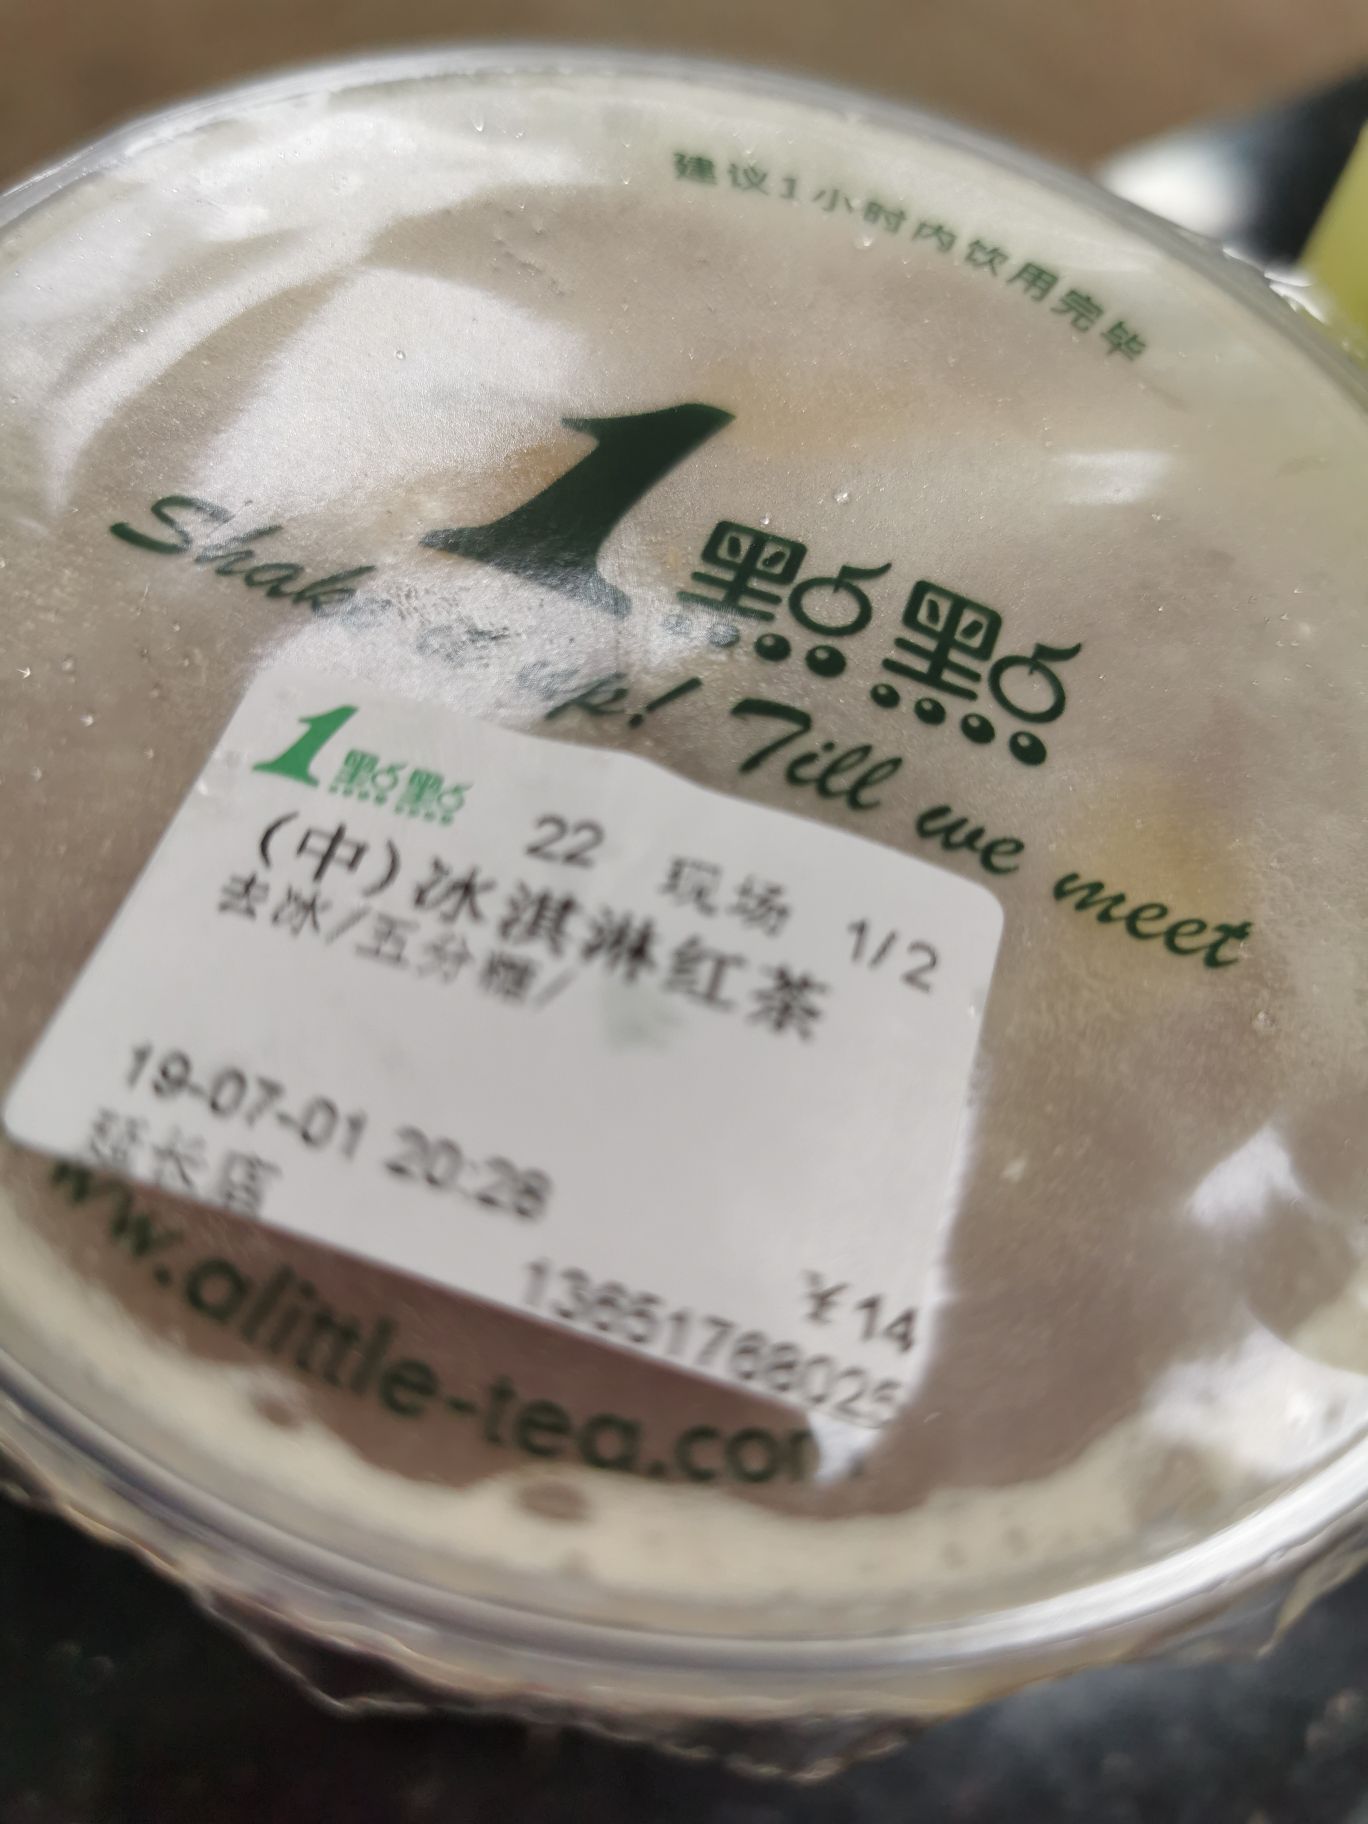 建议1小时内饮用完毕
1點點
Shake it up! Till we meet
1點點
22 现场 1/2
(中)冰淇淋红茶
去冰/五分糖/
19-07-01 20:28
延长店
¥14
13651768025
www.alittle-tea.com